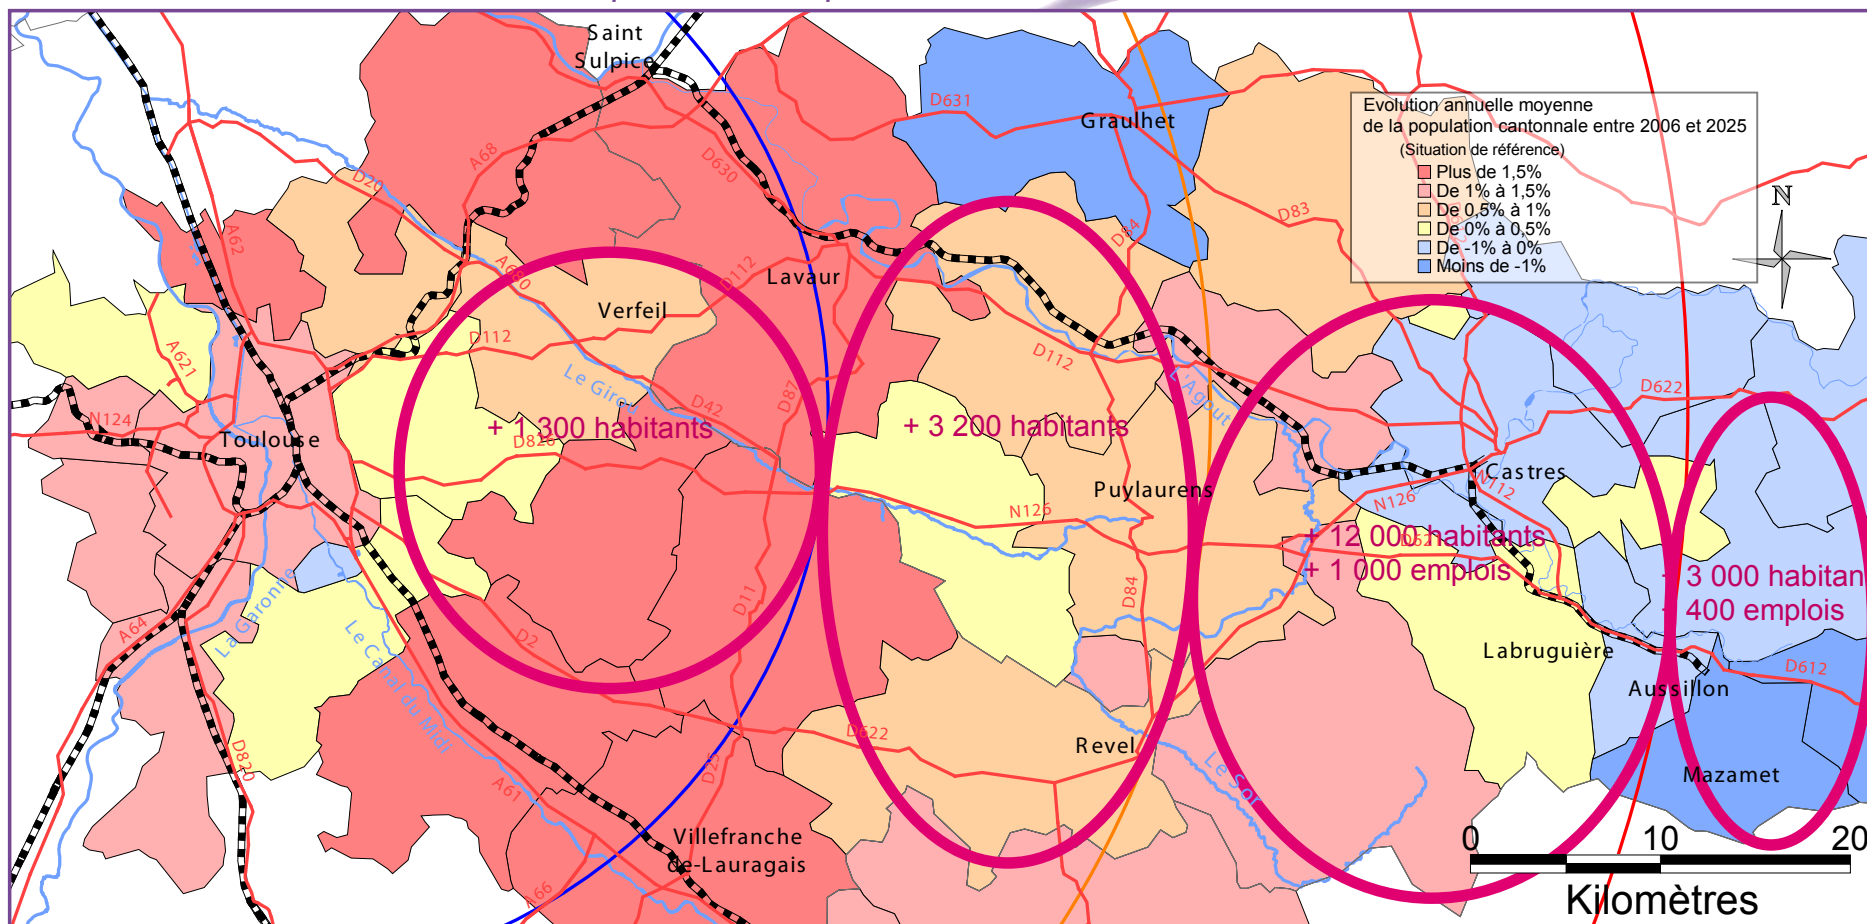 Saint
Sulpice
D631
Graulhet
Evolution annuelle moyenne
de la population cantonnale entre 2006 et 2025
(Situation de référence)
Plus de 1,5%
De 1% à 1,5%
De 0,5% à 1%
De 0% à 0,5%
De -1% à 0%
Moins de -1%
N
A68
D630
D20
A62
D83
D84
A680
D112
Lavaur
Verfeil
D112
A621
Le Girou
D112
L'Agout
D622
D87
D42
N124
Toulouse
+ 1 300 habitants
D826
+ 3 200 habitants
Castres
Puylaurens
N126
N126
N112
+ 12 000 habitants
+ 1 000 emplois
3 000 habitan
400 emplois
La Garonne
A64
Le Canal du Midi
D2
D11
D84
Labruguière
D612
Aussillon
D820
D622
Revel
D25
A61
Le Sor
Mazamet
Villefranche
de-Lauragais
A66
0 10 20
Kilomètres